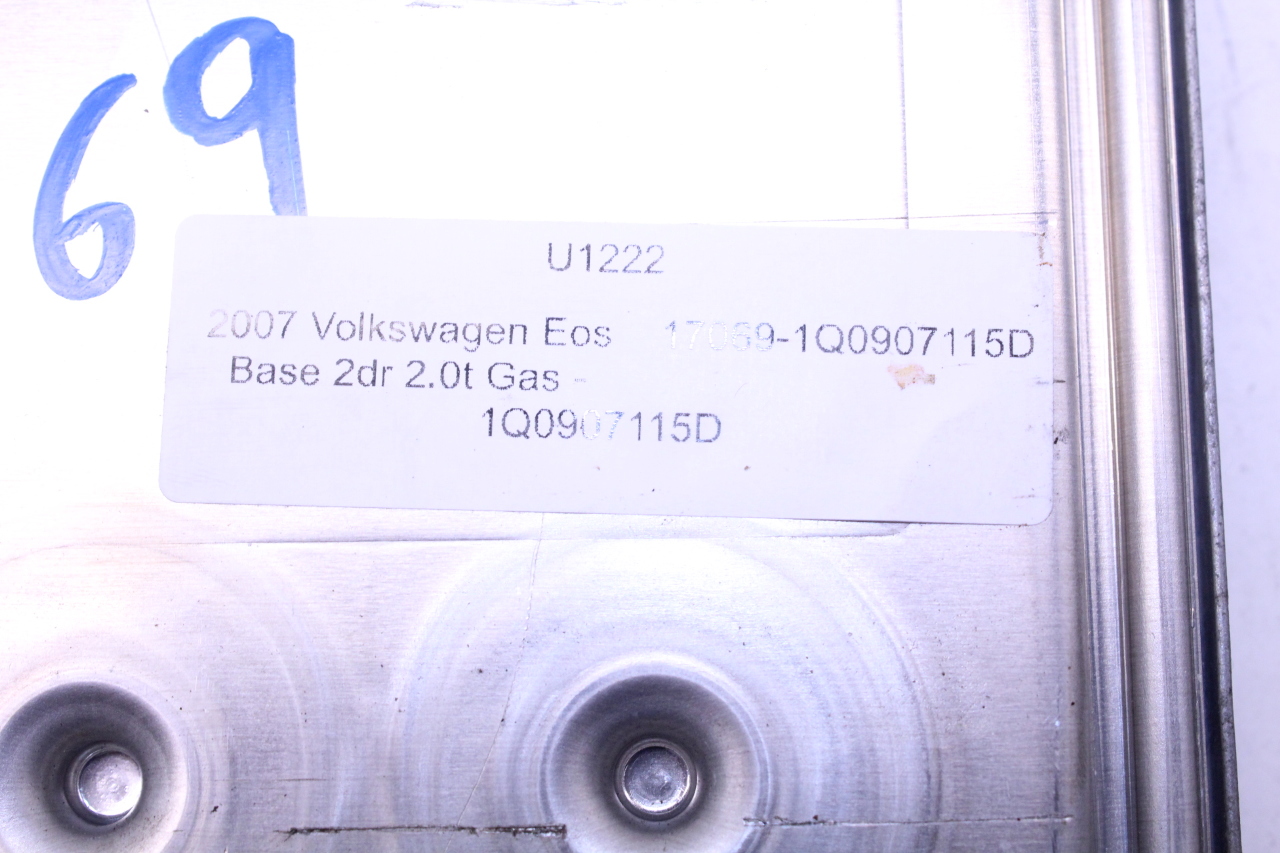 69
U1222
2007 Volkswagen Eos 17069-1Q0907115D
Base 2dr 2.0t Gas -
1Q0907115D